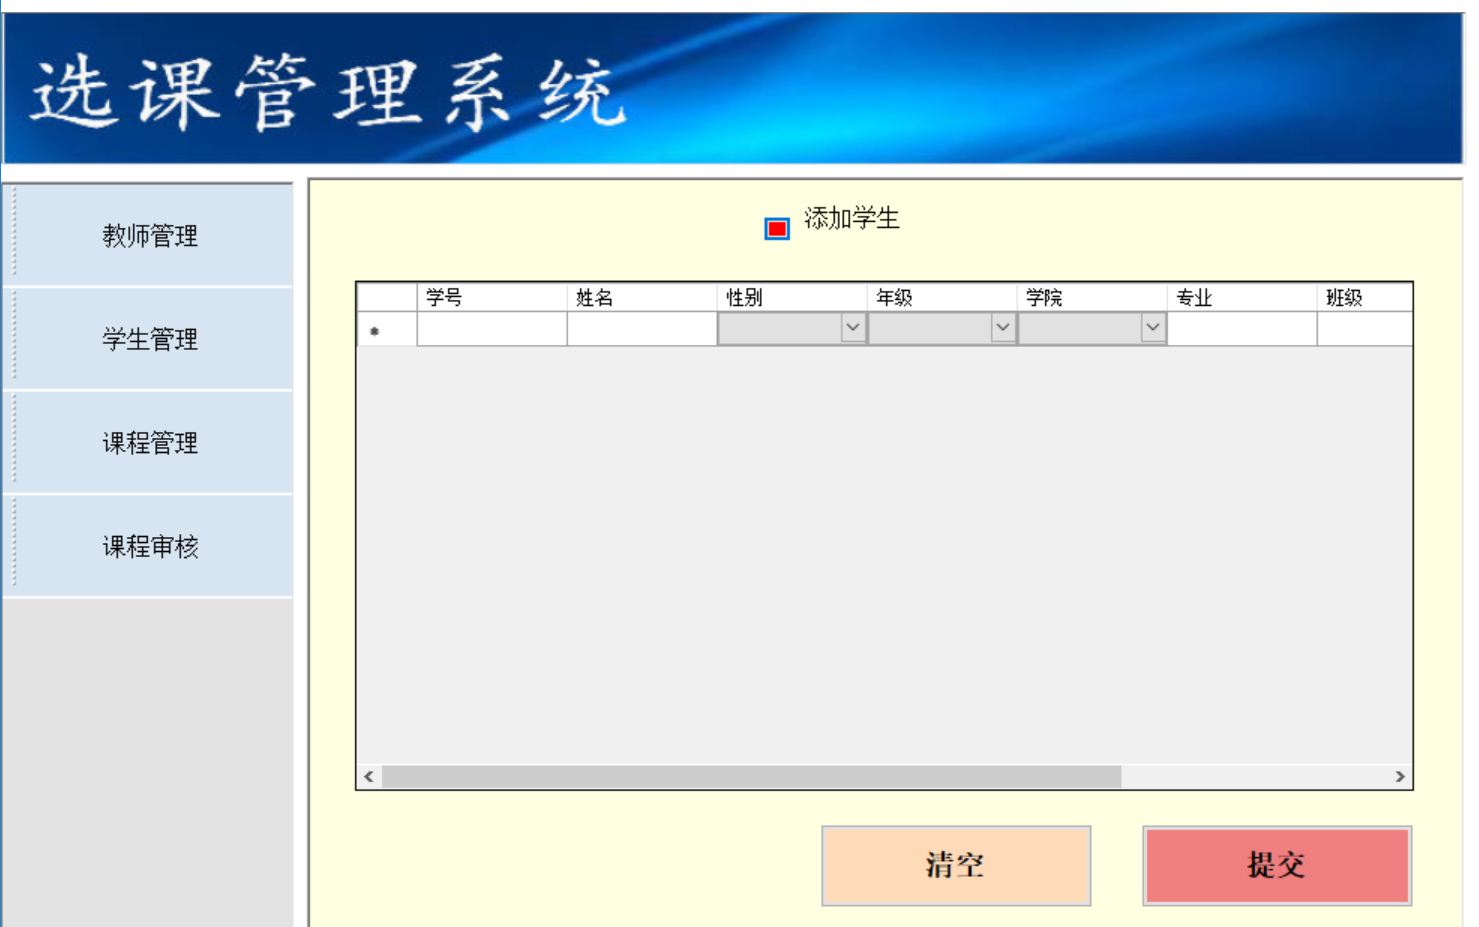 选课管理系统
教师管理
学生管理
课程管理
课程审核
添加学生
学号 姓名 性别 年级 学院 专业 班级
清空 提交